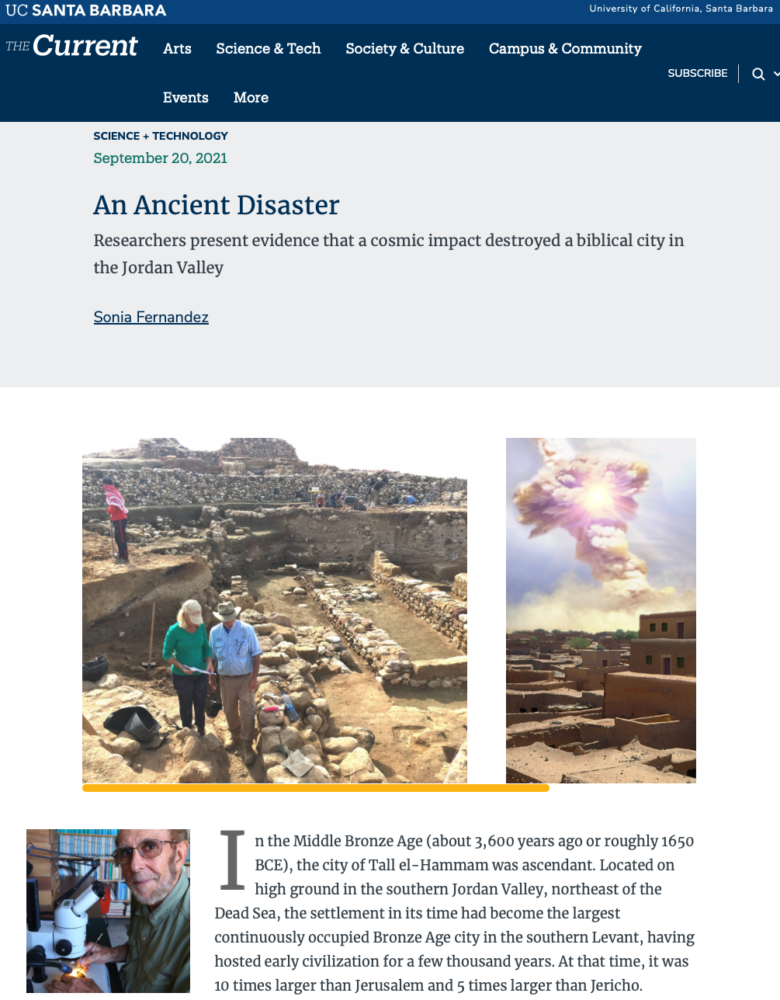 UC SANTA BARBARA
University of California, Santa Barbara
THE Current
Arts Science & Tech Society & Culture Campus & Community
SUBSCRIBE
Events More
SCIENCE + TECHNOLOGY
September 20, 2021
An Ancient Disaster
Researchers present evidence that a cosmic impact destroyed a biblical city in
the Jordan Valley
Sonia Fernandez
In the Middle Bronze Age (about 3,600 years ago or roughly 1650
BCE), the city of Tall el-Hammam was ascendant. Located on
high ground in the southern Jordan Valley, northeast of the
Dead Sea, the settlement in its time had become the largest
continuously occupied Bronze Age city in the southern Levant, having
hosted early civilization for a few thousand years. At that time, it was
10 times larger than Jerusalem and 5 times larger than Jericho.